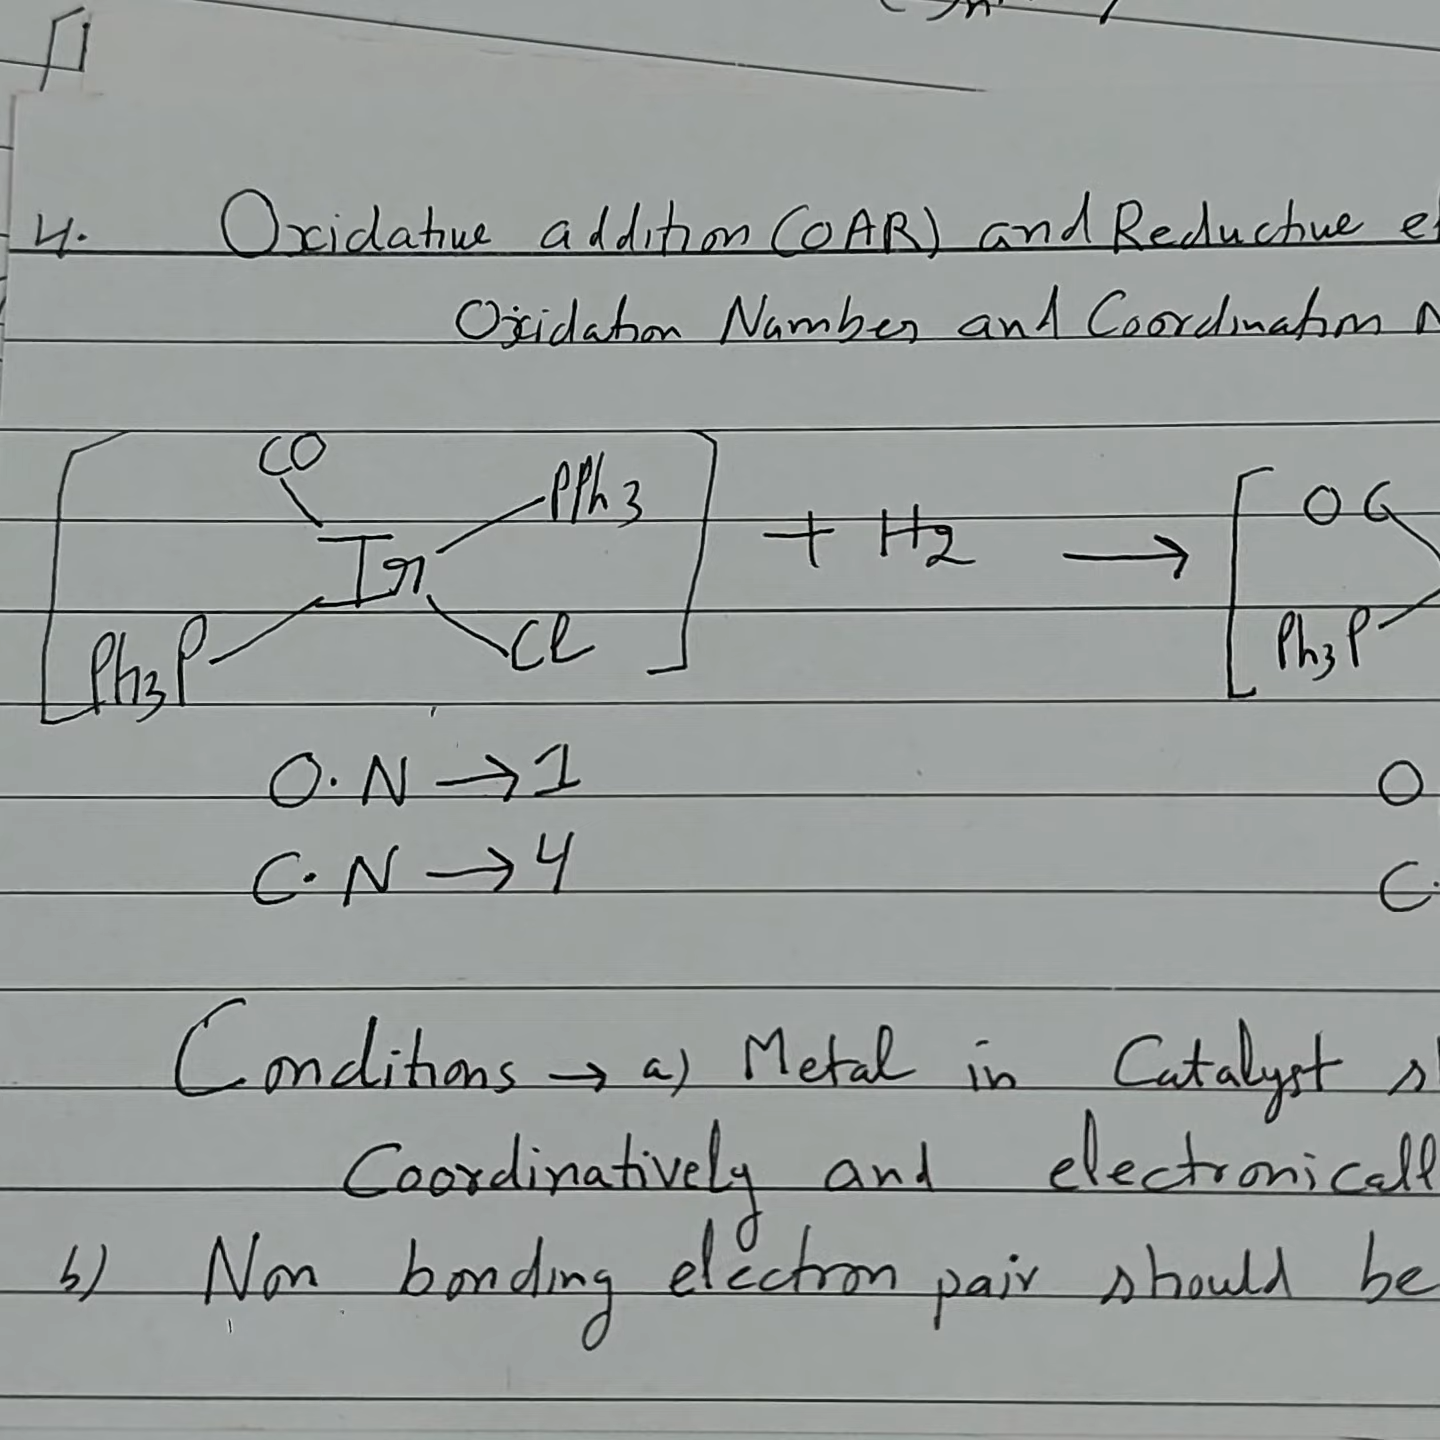 4. Oxidative addition (OAR) and Reductive
Oxidation Number and Coordination
CO
PPh3
Ir
Ph3P
Cl
+ H2 →
OC
Ph3P
O.N → 1
O
C.N → 4
C.
Conditions → a) Metal in Catalyst
Coordinatively and electronicall
b) Non bonding electron pair should be